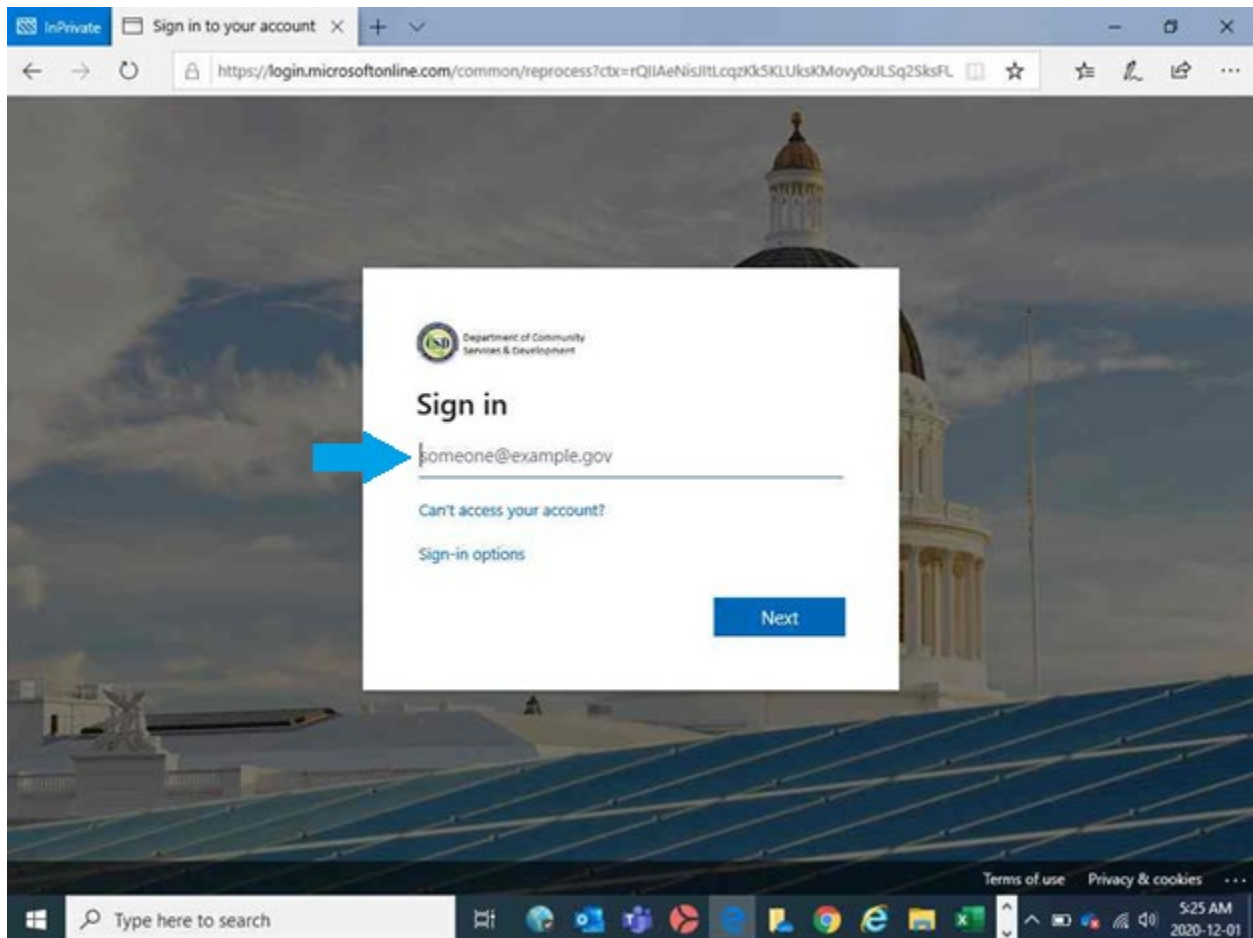 InPrivate
Sign in to your account
https://login.microsoftonline.com/common/reprocess?ctx=
CSD
Department of Community
Services & Development
Sign in
someone@example.gov
Can't access your account?
Sign-in options
Next
Terms of use Privacy & cookies ...
Type here to search
5:25 AM
2020-12-01